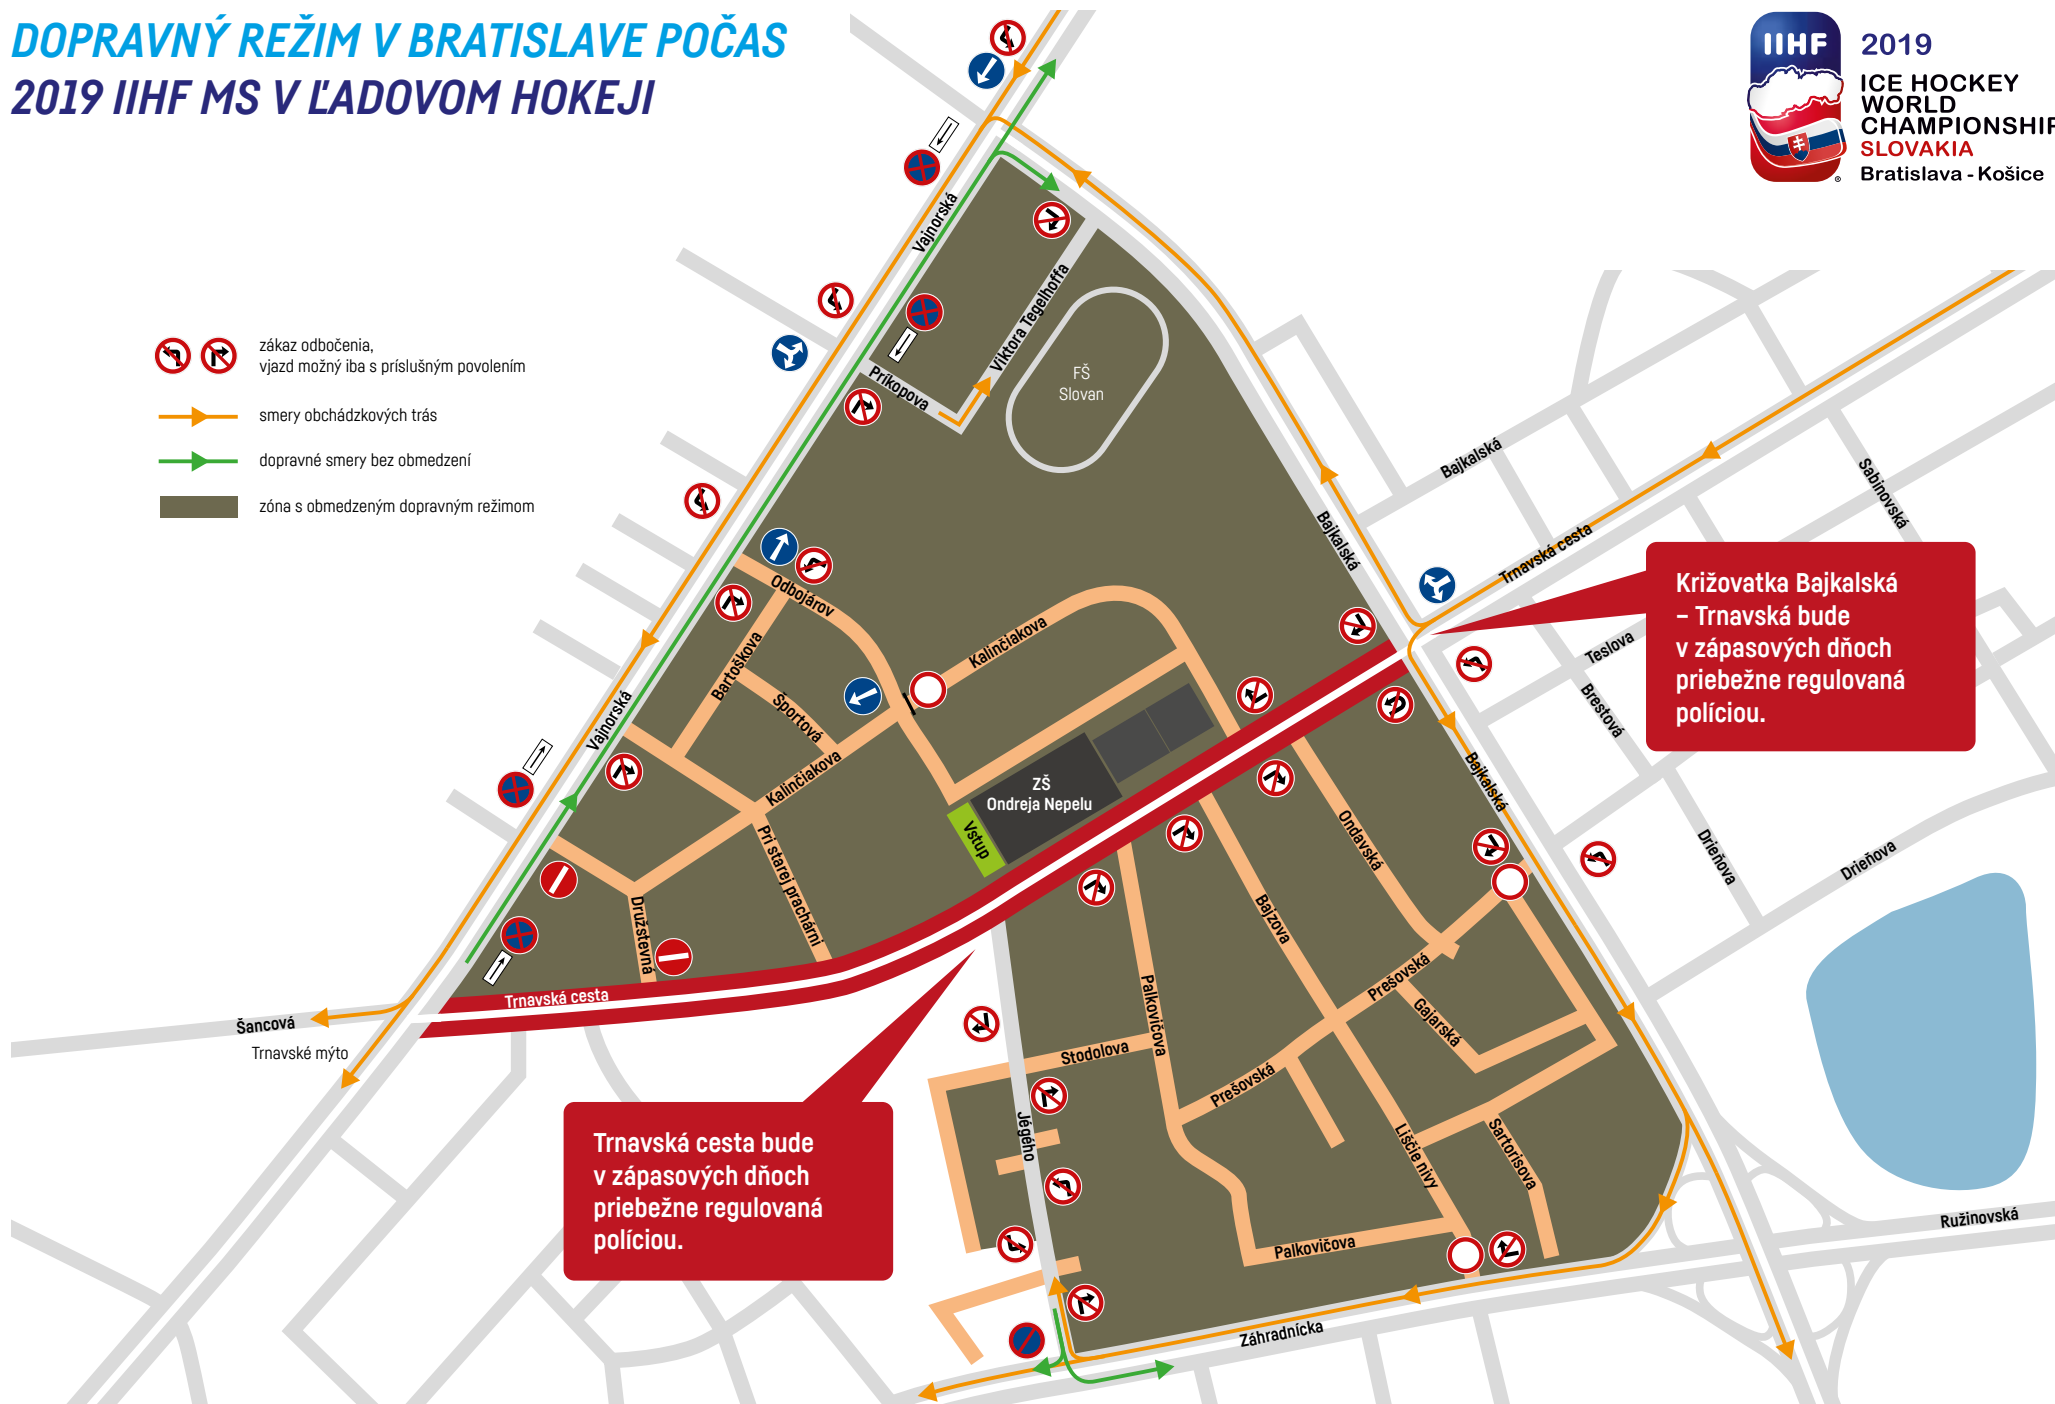 DOPRAVNÝ REŽIM V BRATISLAVE POČAS
2019 IIHF MS V ĽADOVOM HOKEJI
IIHF
2019
ICE HOCKEY
WORLD
CHAMPIONSHIP
SLOVAKIA
Bratislava - Košice
zákaz odbočenia,
vjazd možný iba s príslušným povolením
smery obchádzkových trás
dopravné smery bez obmedzení
zóna s obmedzeným dopravným režimom
Vajnorská
Viktora Tegelhoffa
Príkopova
FŠ
Slovan
Bajkalská
Sabinovská
Bajkalská
Trnavská cesta
Križovatka Bajkalská
– Trnavská bude
v zápasových dňoch
priebežne regulovaná
políciou.
Odbojárov
Kalinčiakova
Bartoškova
Športová
Teslova
Brestová
Vajnorská
Kalinčiakova
ZŠ
Ondreja Nepelu
Vstup
Bajkalská
Pri starej prachárni
Ondavská
Drieňova
Drieňova
Družstevná
Bajzova
Trnavská cesta
Šancová
Trnavské mýto
Palkovičova
Prešovská
Gajarská
Stodolova
Prešovská
Jégého
Liščie nivy
Sartorisova
Trnavská cesta bude
v zápasových dňoch
priebežne regulovaná
políciou.
Palkovičova
Ružinovská
Záhradnícka